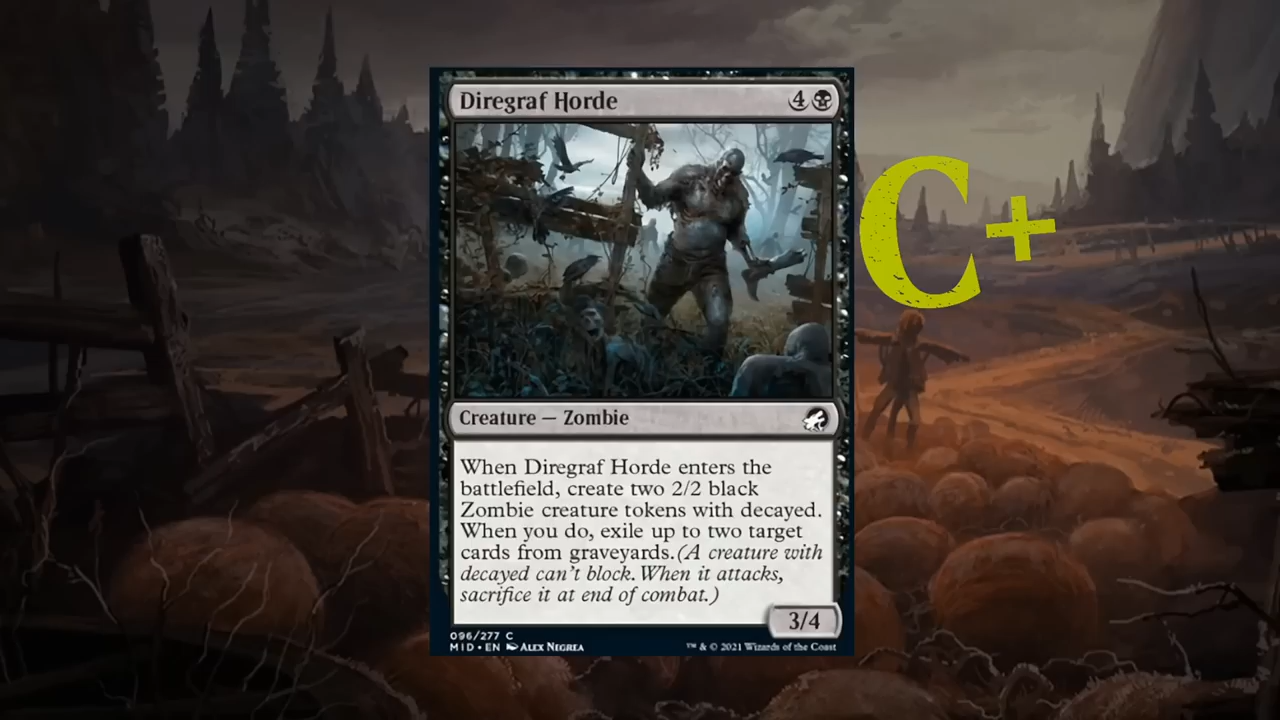 Diregraf Horde 4
C+
Creature — Zombie
When Diregraf Horde enters the
battlefield, create two 2/2 black
Zombie creature tokens with decayed.
When you do, exile up to two target
cards from graveyards.(A creature with
decayed can't block. When it attacks,
sacrifice it at end of combat.)
3/4
096/277 C
MID • EN ALEX NEGREA
™ & © 2021 Wizards of the Coast